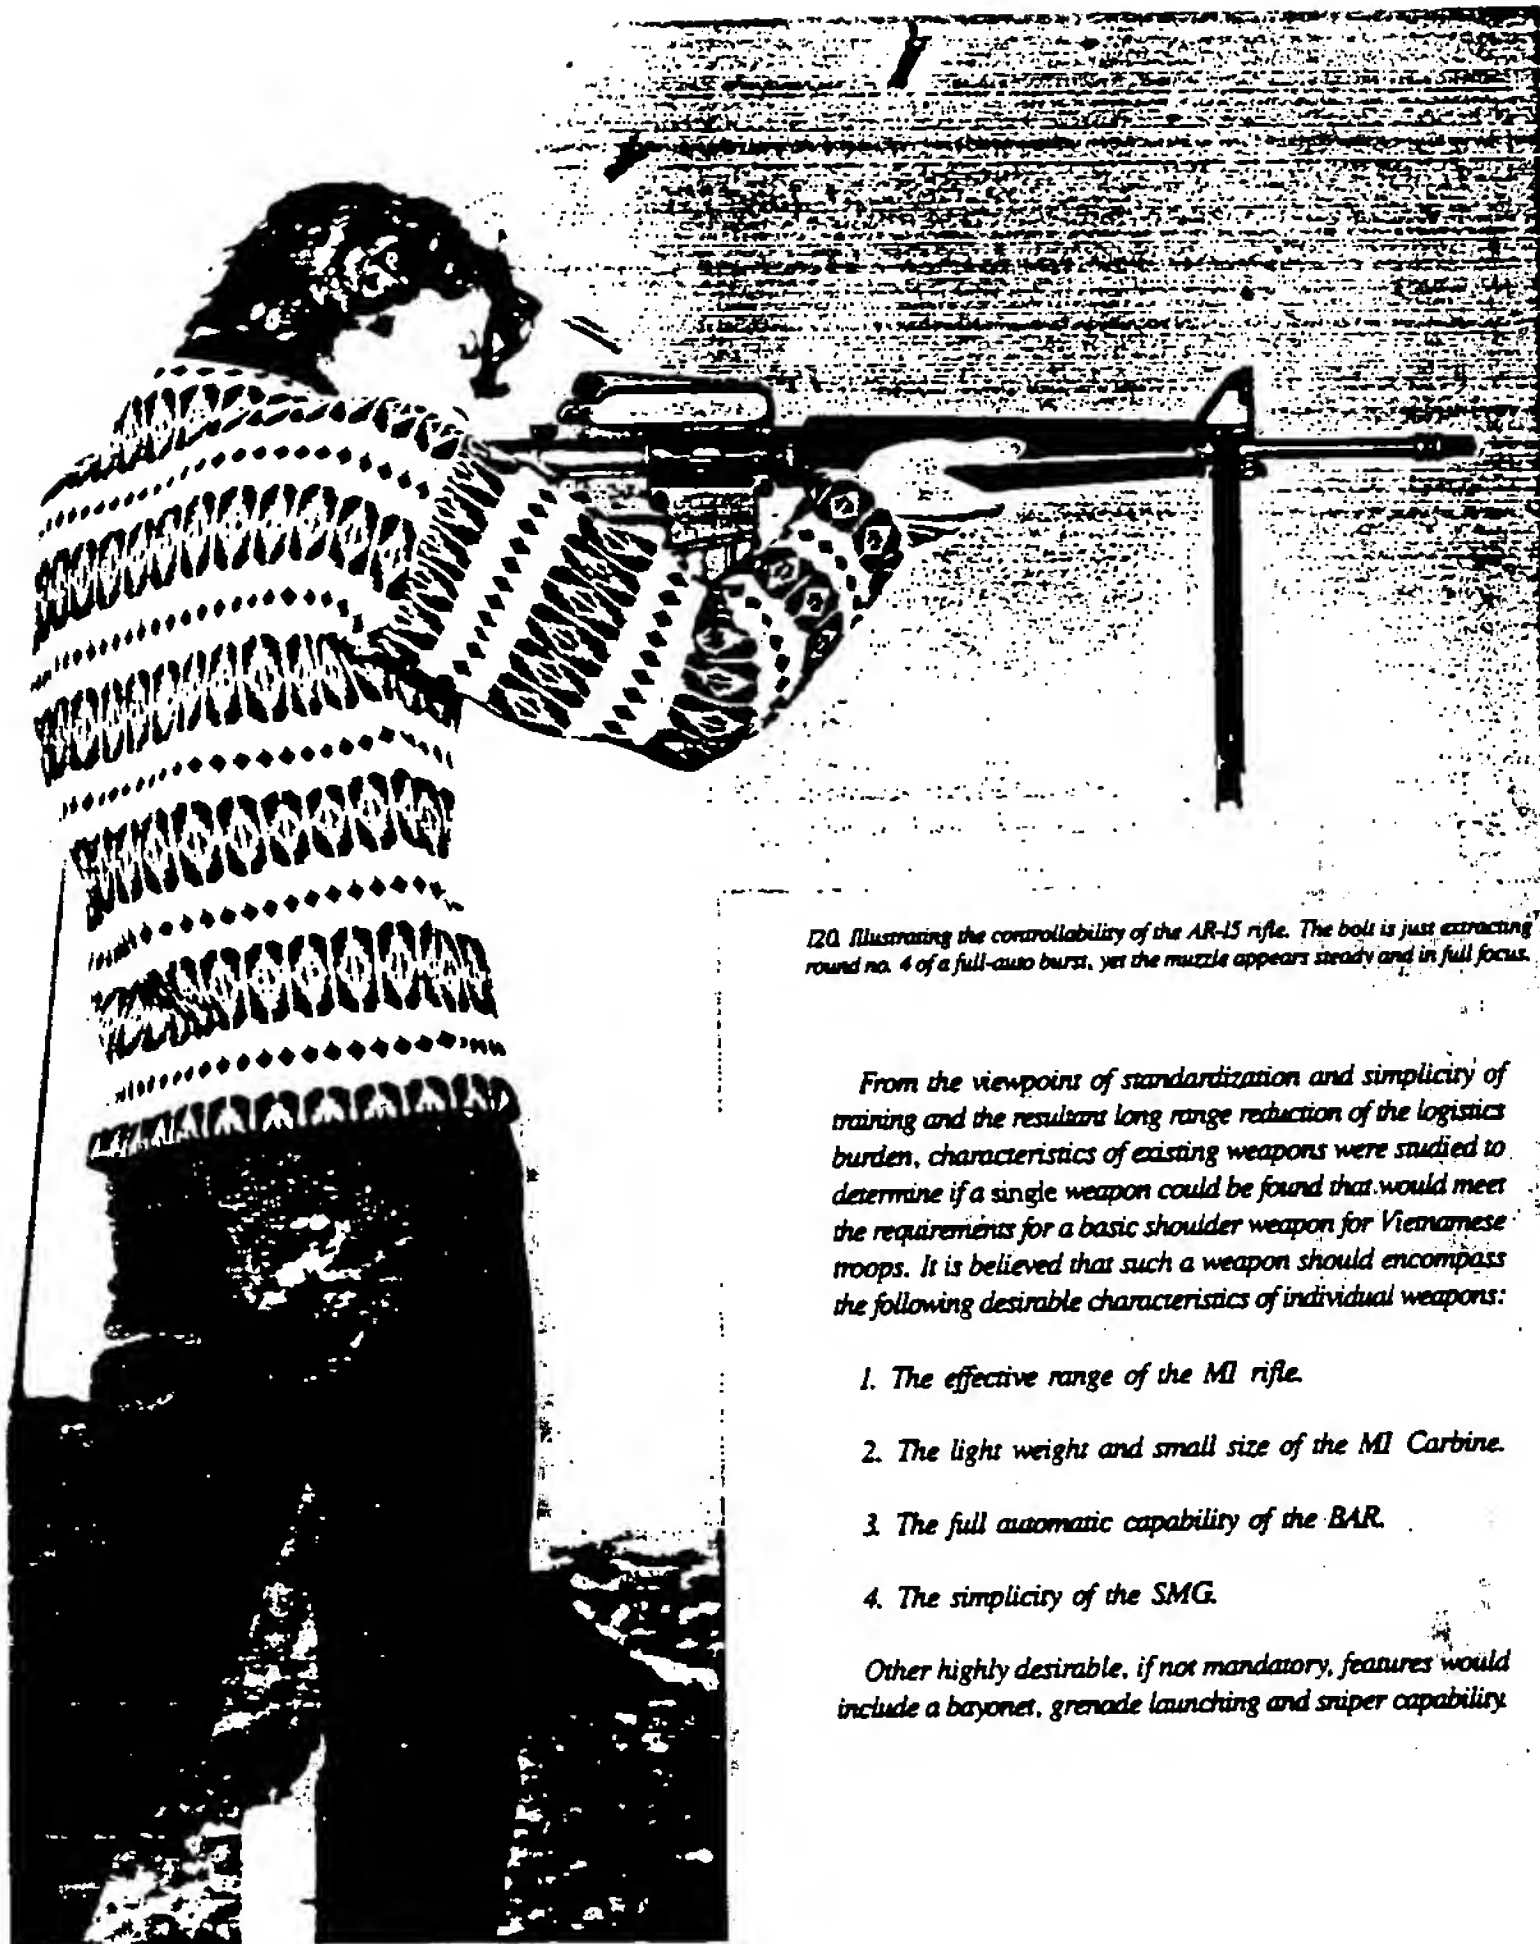 120. Illustrating the controllability of the AR-15 rifle. The bolt is just extracting
round no. 4 of a full-auto burst, yet the muzzle appears steady and in full focus.
From the viewpoint of standardization and simplicity of
training and the resultant long range reduction of the logistics
burden, characteristics of existing weapons were studied to
determine if a single weapon could be found that would meet
the requirements for a basic shoulder weapon for Vietnamese
troops. It is believed that such a weapon should encompass
the following desirable characteristics of individual weapons:
1. The effective range of the M1 rifle.
2. The light weight and small size of the M1 Carbine.
3. The full automatic capability of the BAR.
4. The simplicity of the SMG.
Other highly desirable, if not mandatory, features would
include a bayonet, grenade launching and sniper capability.